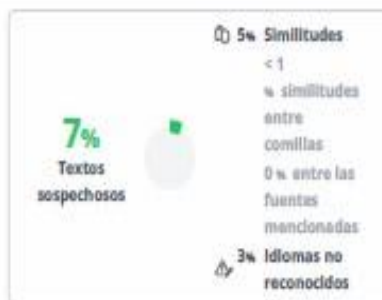 7%
Textos
sospechosos
5% Similitudes
< 1
% similitudes
entre
comillas
0 % entre las
fuentes
mencionadas
3% Idiomas no
reconocidos